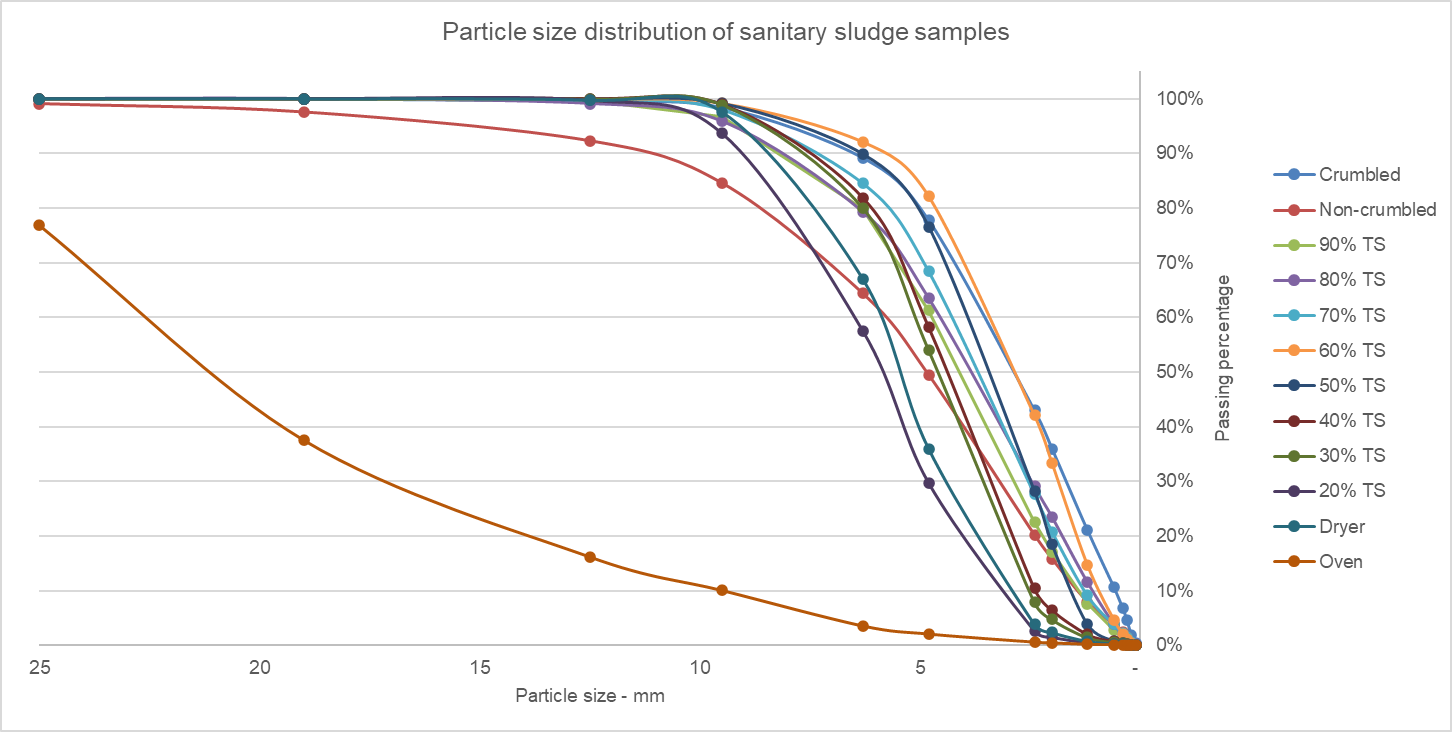 Particle size distribution of sanitary sludge samples
100%
90%
80%
70%
60%
50%
40%
30%
20%
10%
0%
Passing percentage
25 20 15 10 5 -
Particle size - mm
Crumbled
Non-crumbled
90% TS
80% TS
70% TS
60% TS
50% TS
40% TS
30% TS
20% TS
Dryer
Oven